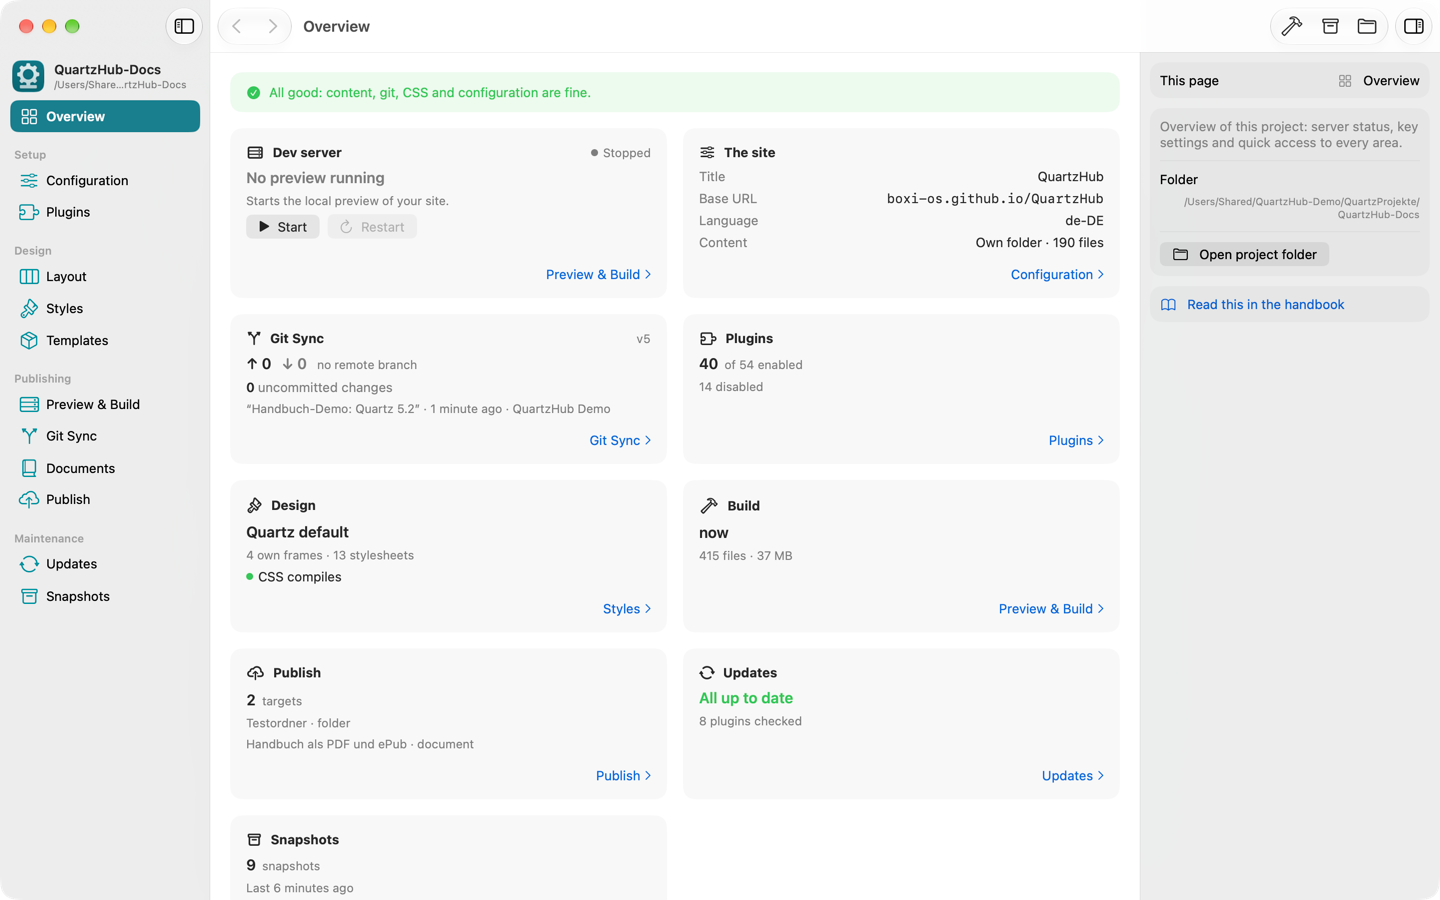 Overview
QuartzHub-Docs
/Users/Share...rtzHub-Docs
Overview
Setup
Configuration
Plugins
Design
Layout
Styles
Templates
Publishing
Preview & Build
Git Sync
Documents
Publish
Maintenance
Updates
Snapshots
All good: content, git, CSS and configuration are fine.
Dev server
Stopped
No preview running
Starts the local preview of your site.
Start
Restart
Preview & Build
The site
Title QuartzHub
Base URL boxi-os.github.io/QuartzHub
Language de-DE
Content Own folder · 190 files
Configuration
Git Sync
v5
↑ 0 ↓ 0 no remote branch
0 uncommitted changes
"Handbuch-Demo: Quartz 5.2" · 1 minute ago · QuartzHub Demo
Git Sync
Plugins
40 of 54 enabled
14 disabled
Plugins
Design
Quartz default
4 own frames · 13 stylesheets
CSS compiles
Styles
Build
now
415 files · 37 MB
Preview & Build
Publish
2 targets
Testordner · folder
Handbuch als PDF und ePub · document
Publish
Updates
All up to date
8 plugins checked
Updates
Snapshots
9 snapshots
Last 6 minutes ago
This page
Overview
Overview of this project: server status, key
settings and quick access to every area.
Folder
/Users/Shared/QuartzHub-Demo/QuartzProjekte/
QuartzHub-Docs
Open project folder
Read this in the handbook